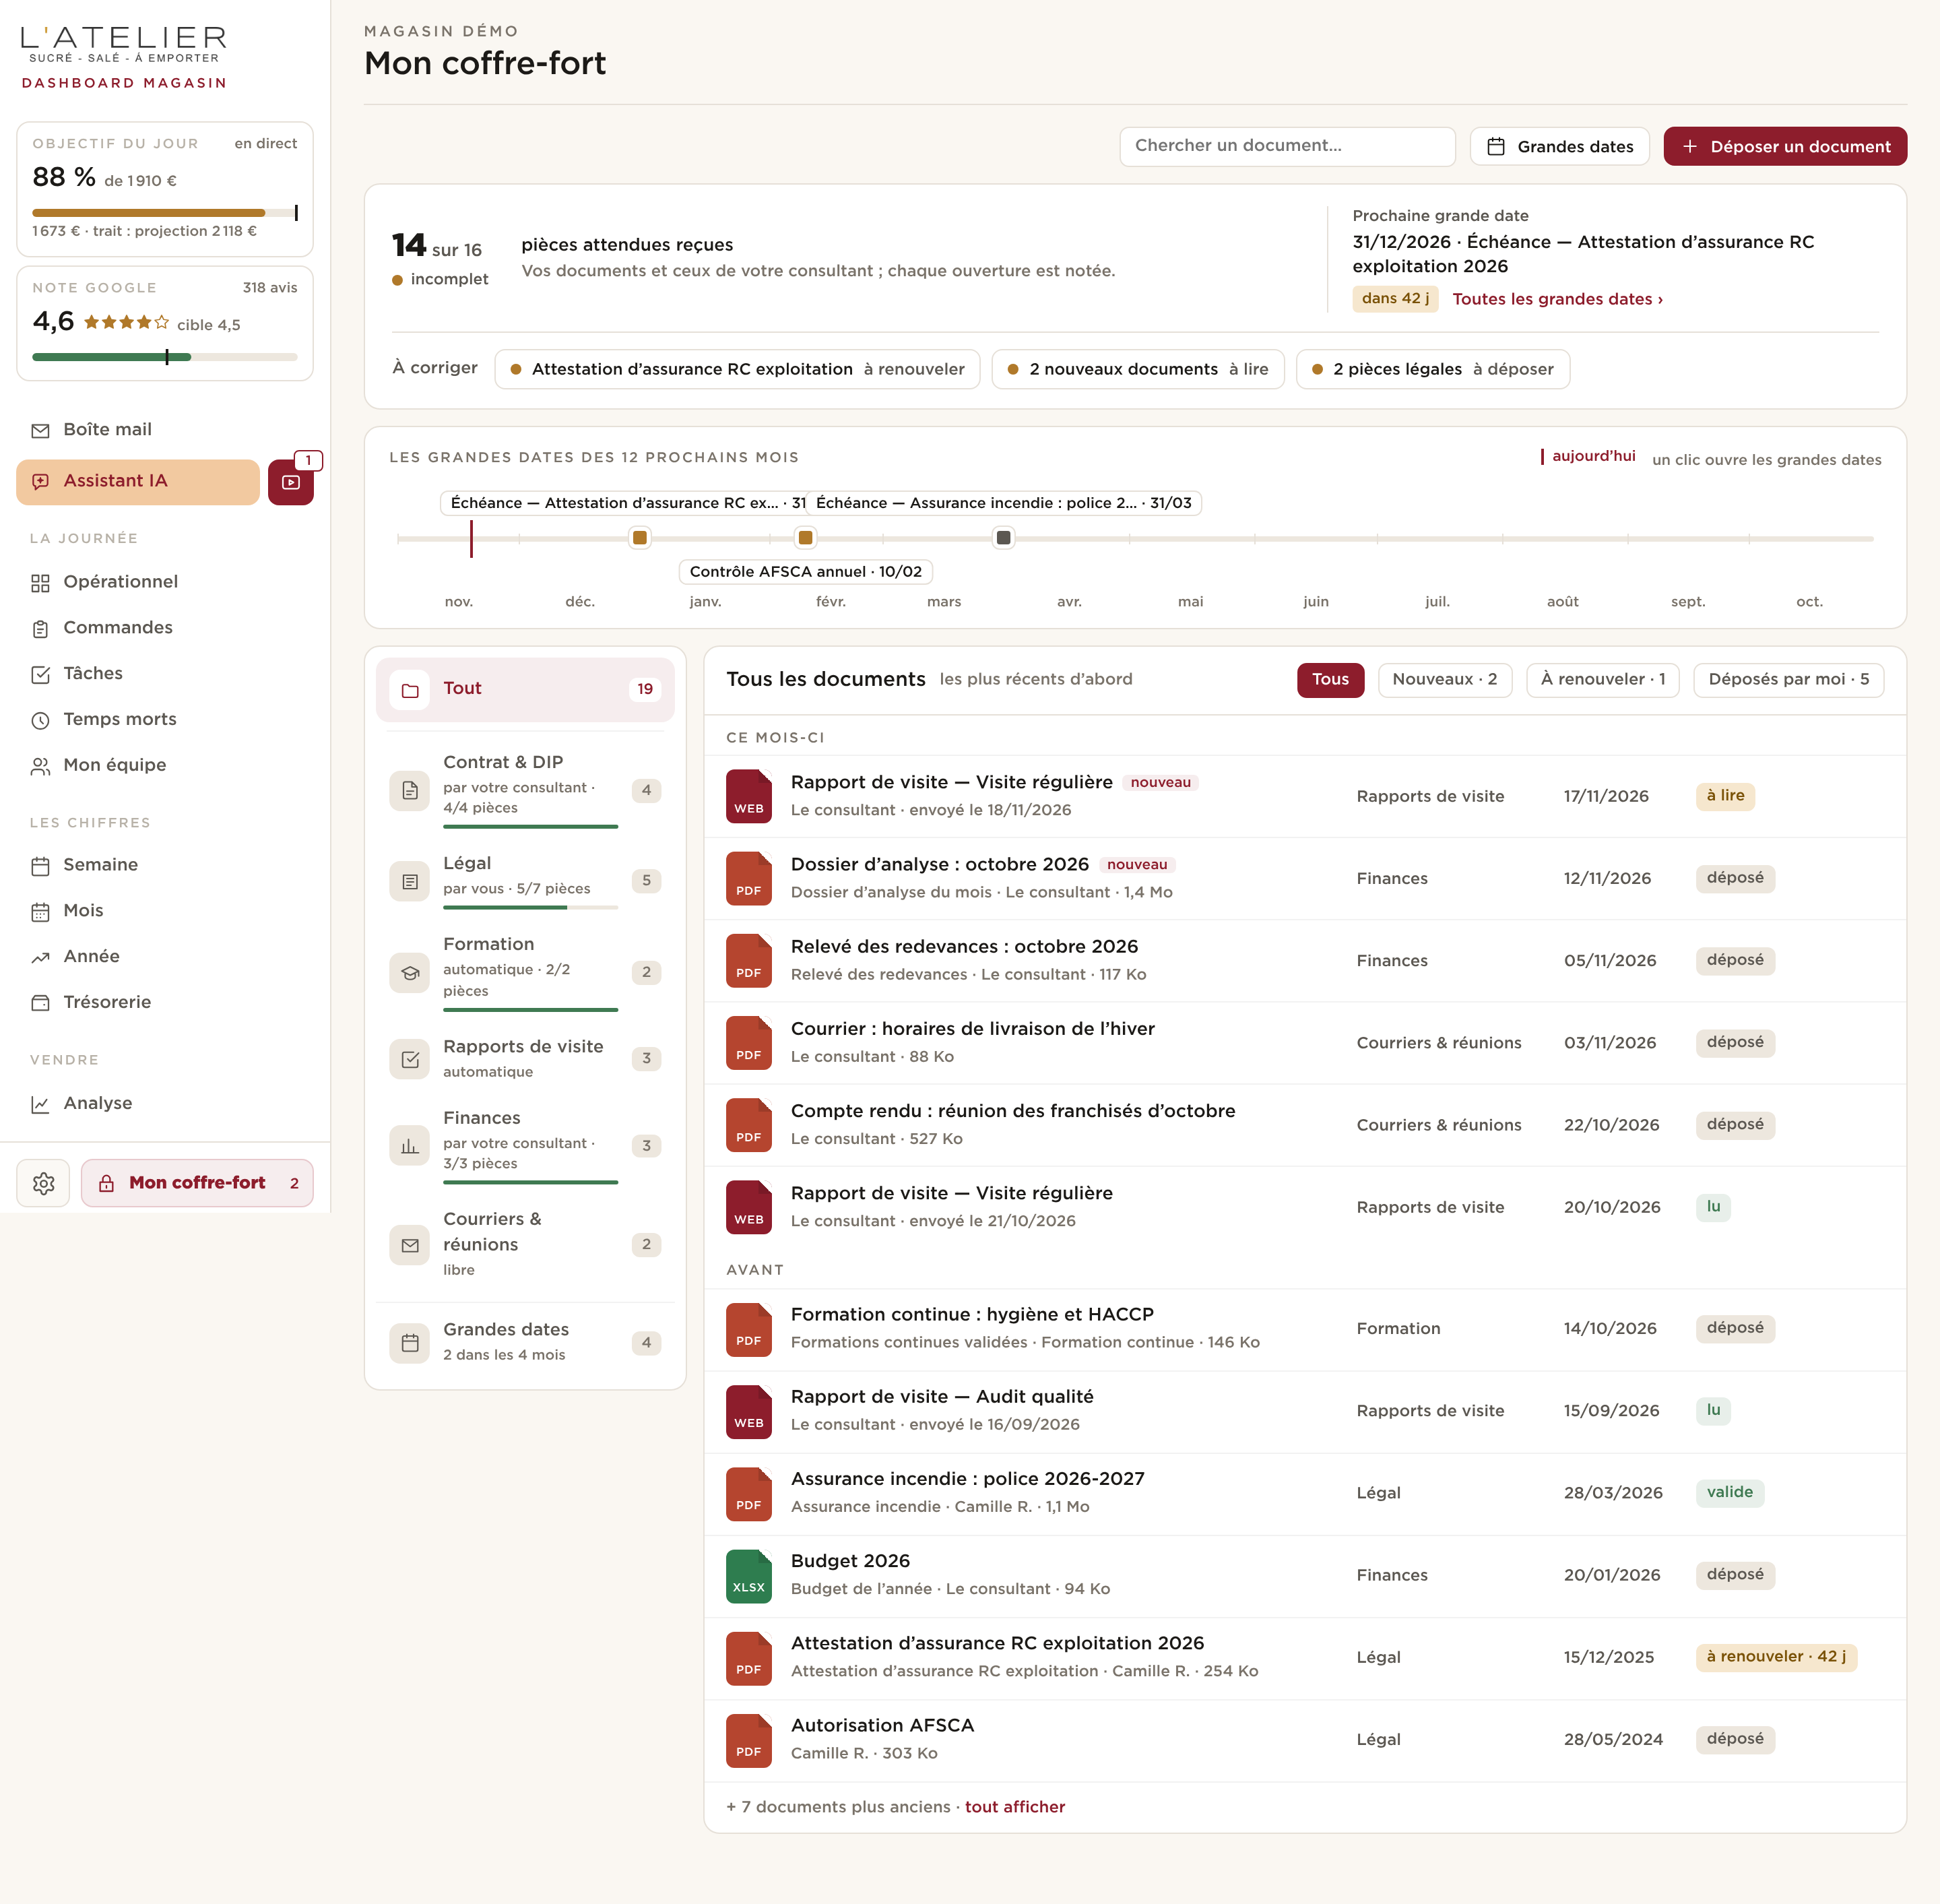 L'ATELIER
SUCRÉ - SALÉ - À EMPORTER
DASHBOARD MAGASIN
OBJECTIF DU JOUR en direct
88 % de 1 910 €
1 673 € · trait : projection 2 118 €
NOTE GOOGLE 318 avis
4,6 cible 4,5
Boîte mail
Assistant IA 1
LA JOURNÉE
Opérationnel
Commandes
Tâches
Temps morts
Mon équipe
LES CHIFFRES
Semaine
Mois
Année
Trésorerie
VENDRE
Analyse
Mon coffre-fort 2
MAGASIN DÉMO
Mon coffre-fort
Chercher un document... Grandes dates + Déposer un document
14 sur 16
incomplet
pièces attendues reçues
Vos documents et ceux de votre consultant ; chaque ouverture est notée.
Prochaine grande date
31/12/2026 · Échéance — Attestation d’assurance RC
exploitation 2026
dans 42 j Toutes les grandes dates ›
À corriger Attestation d’assurance RC exploitation à renouveler 2 nouveaux documents à lire 2 pièces légales à déposer
LES GRANDES DATES DES 12 PROCHAINS MOIS aujourd’hui un clic ouvre les grandes dates
Échéance — Attestation d’assurance RC ex... · 31 Échéance — Assurance incendie : police 2... · 31/03
Contrôle AFSCA annuel · 10/02
nov. déc. janv. févr. mars avr. mai juin juil. août sept. oct.
Tout 19
Contrat & DIP
par votre consultant ·
4/4 pièces
4
Légal
par vous · 5/7 pièces
5
Formation
automatique · 2/2
pièces
2
Rapports de visite
automatique
3
Finances
par votre consultant ·
3/3 pièces
3
Courriers &
réunions
libre
2
Grandes dates
2 dans les 4 mois
4
Tous les documents les plus récents d’abord Tous Nouveaux · 2 À renouveler · 1 Déposés par moi · 5
CE MOIS-CI
WEB Rapport de visite — Visite régulière nouveau
Le consultant · envoyé le 18/11/2026
Rapports de visite 17/11/2026 à lire
PDF Dossier d’analyse : octobre 2026 nouveau
Dossier d’analyse du mois · Le consultant · 1,4 Mo
Finances 12/11/2026 déposé
PDF Relevé des redevances : octobre 2026
Relevé des redevances · Le consultant · 117 Ko
Finances 05/11/2026 déposé
PDF Courrier : horaires de livraison de l’hiver
Le consultant · 88 Ko
Courriers & réunions 03/11/2026 déposé
PDF Compte rendu : réunion des franchisés d’octobre
Le consultant · 527 Ko
Courriers & réunions 22/10/2026 déposé
WEB Rapport de visite — Visite régulière
Le consultant · envoyé le 21/10/2026
Rapports de visite 20/10/2026 lu
AVANT
PDF Formation continue : hygiène et HACCP
Formations continues validées · Formation continue · 146 Ko
Formation 14/10/2026 déposé
WEB Rapport de visite — Audit qualité
Le consultant · envoyé le 16/09/2026
Rapports de visite 15/09/2026 lu
PDF Assurance incendie : police 2026-2027
Assurance incendie · Camille R. · 1,1 Mo
Légal 28/03/2026 valide
XLSX Budget 2026
Budget de l’année · Le consultant · 94 Ko
Finances 20/01/2026 déposé
PDF Attestation d’assurance RC exploitation 2026
Attestation d’assurance RC exploitation · Camille R. · 254 Ko
Légal 15/12/2025 à renouveler · 42 j
PDF Autorisation AFSCA
Camille R. · 303 Ko
Légal 28/05/2024 déposé
+ 7 documents plus anciens · tout afficher